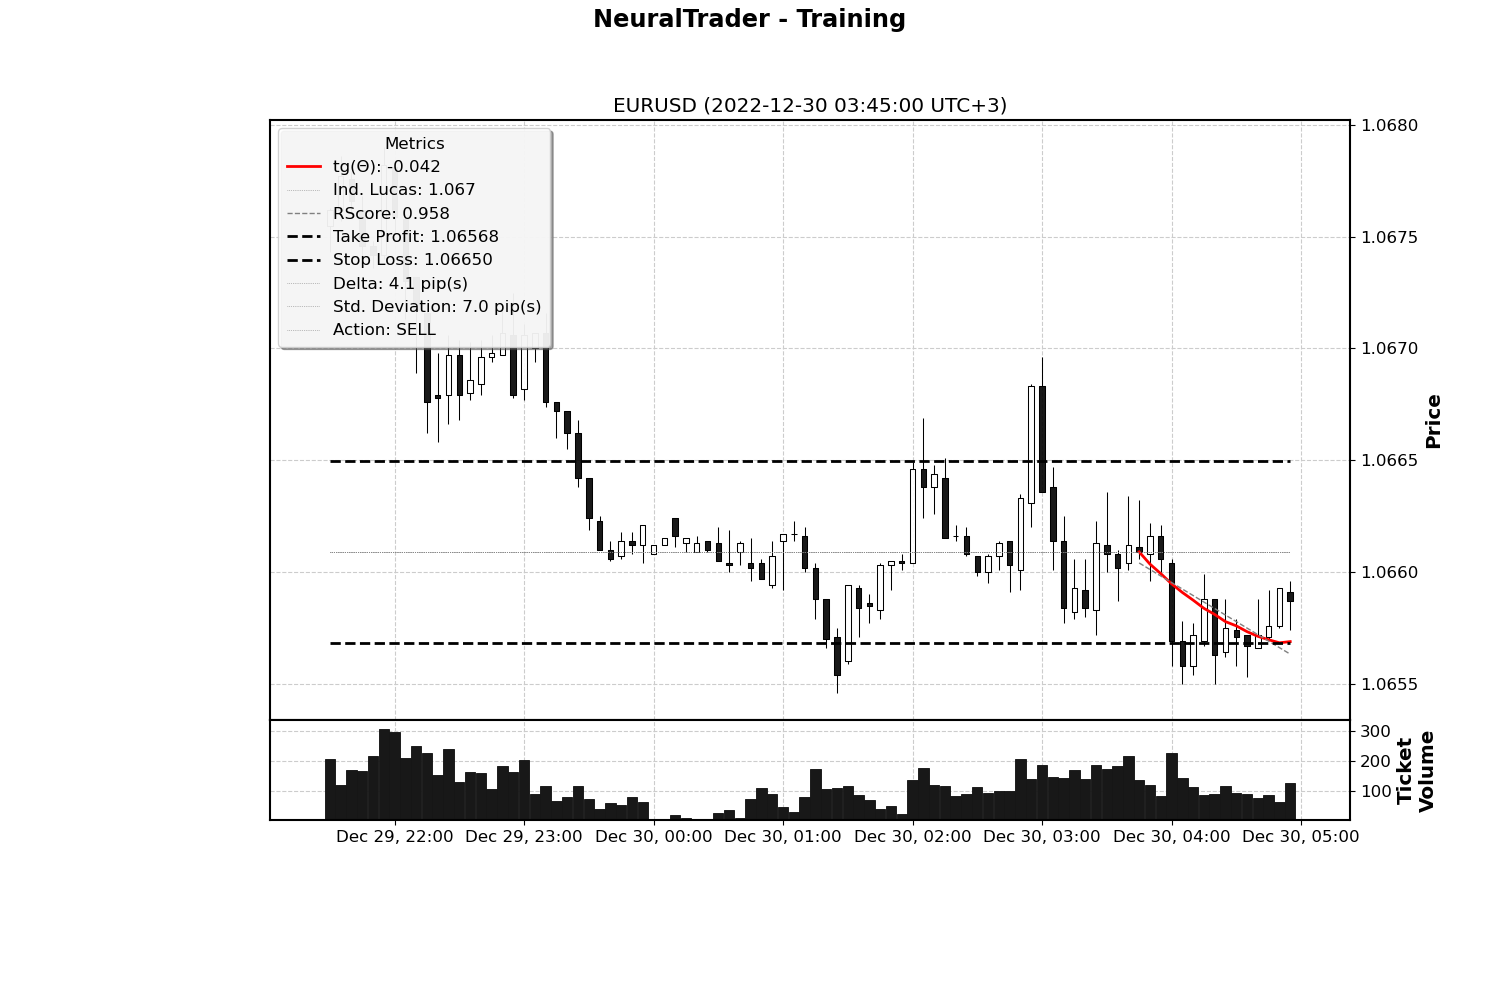 NeuralTrader - Training
EURUSD (2022-12-30 03:45:00 UTC+3)
Metrics
tg(Θ): -0.042
Ind. Lucas: 1.067
RScore: 0.958
Take Profit: 1.06568
Stop Loss: 1.06650
Delta: 4.1 pip(s)
Std. Deviation: 7.0 pip(s)
Action: SELL
1.0680
1.0675
1.0670
1.0665
1.0660
1.0655
Price
300
200
100
Ticket
Volume
Dec 29, 22:00 Dec 29, 23:00 Dec 30, 00:00 Dec 30, 01:00 Dec 30, 02:00 Dec 30, 03:00 Dec 30, 04:00 Dec 30, 05:00